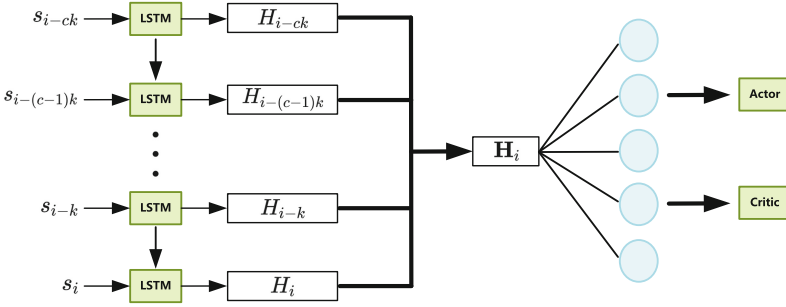 s_{i-ck} LSTM H_{i-ck}
s_{i-(c-1)k} LSTM H_{i-(c-1)k}
Actor
H_i
s_{i-k} LSTM H_{i-k}
Critic
s_i LSTM H_i